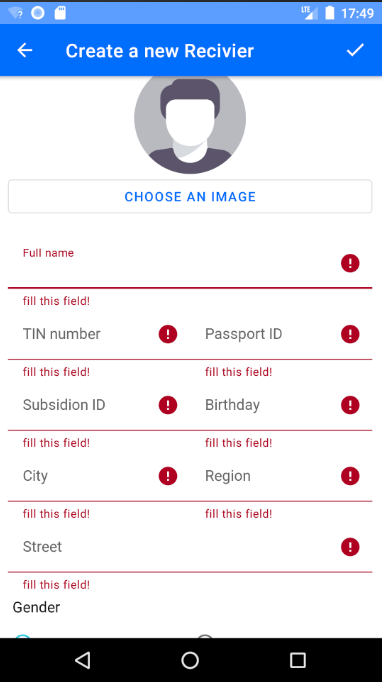 LTE 17:49
Create a new Recivier
CHOOSE AN IMAGE
Full name
fill this field!
TIN number Passport ID
fill this field! fill this field!
Subsidion ID Birthday
fill this field! fill this field!
City Region
fill this field! fill this field!
Street
fill this field!
Gender